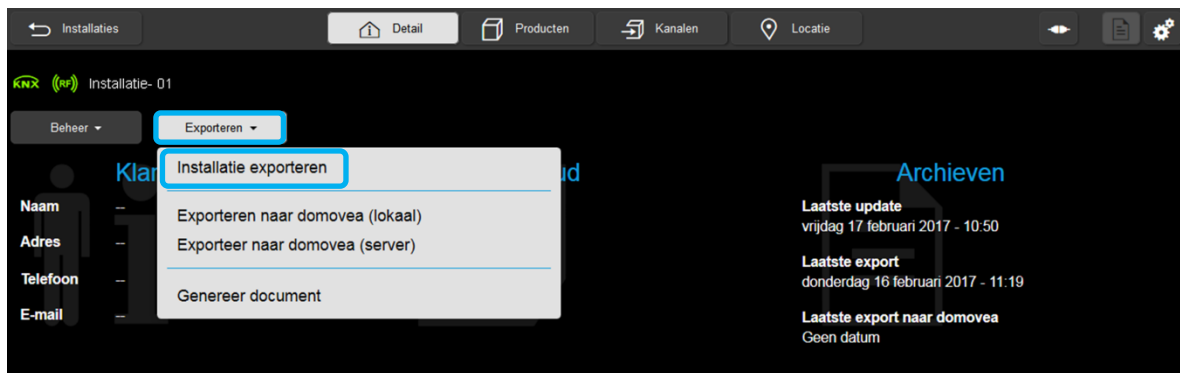 Installaties Detail Producten Kanalen Locatie
KNX ((RF)) Installatie- 01
Beheer Exporteren
Installatie exporteren
Exporteren naar domovea (lokaal)
Exporteer naar domovea (server)
Genereer document
Klan
ud
Naam --
Adres --
Telefoon --
E-mail --
Archieven
Laatste update
vrijdag 17 februari 2017 - 10:50
Laatste export
donderdag 16 februari 2017 - 11:19
Laatste export naar domovea
Geen datum